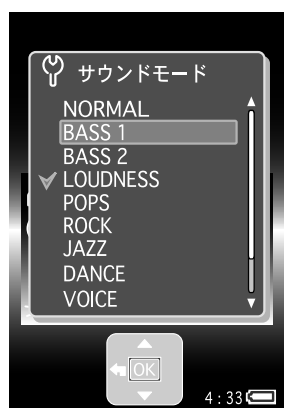 サウンドモード
NORMAL
BASS 1
BASS 2
LOUDNESS
POPS
ROCK
JAZZ
DANCE
VOICE
OK
4:33